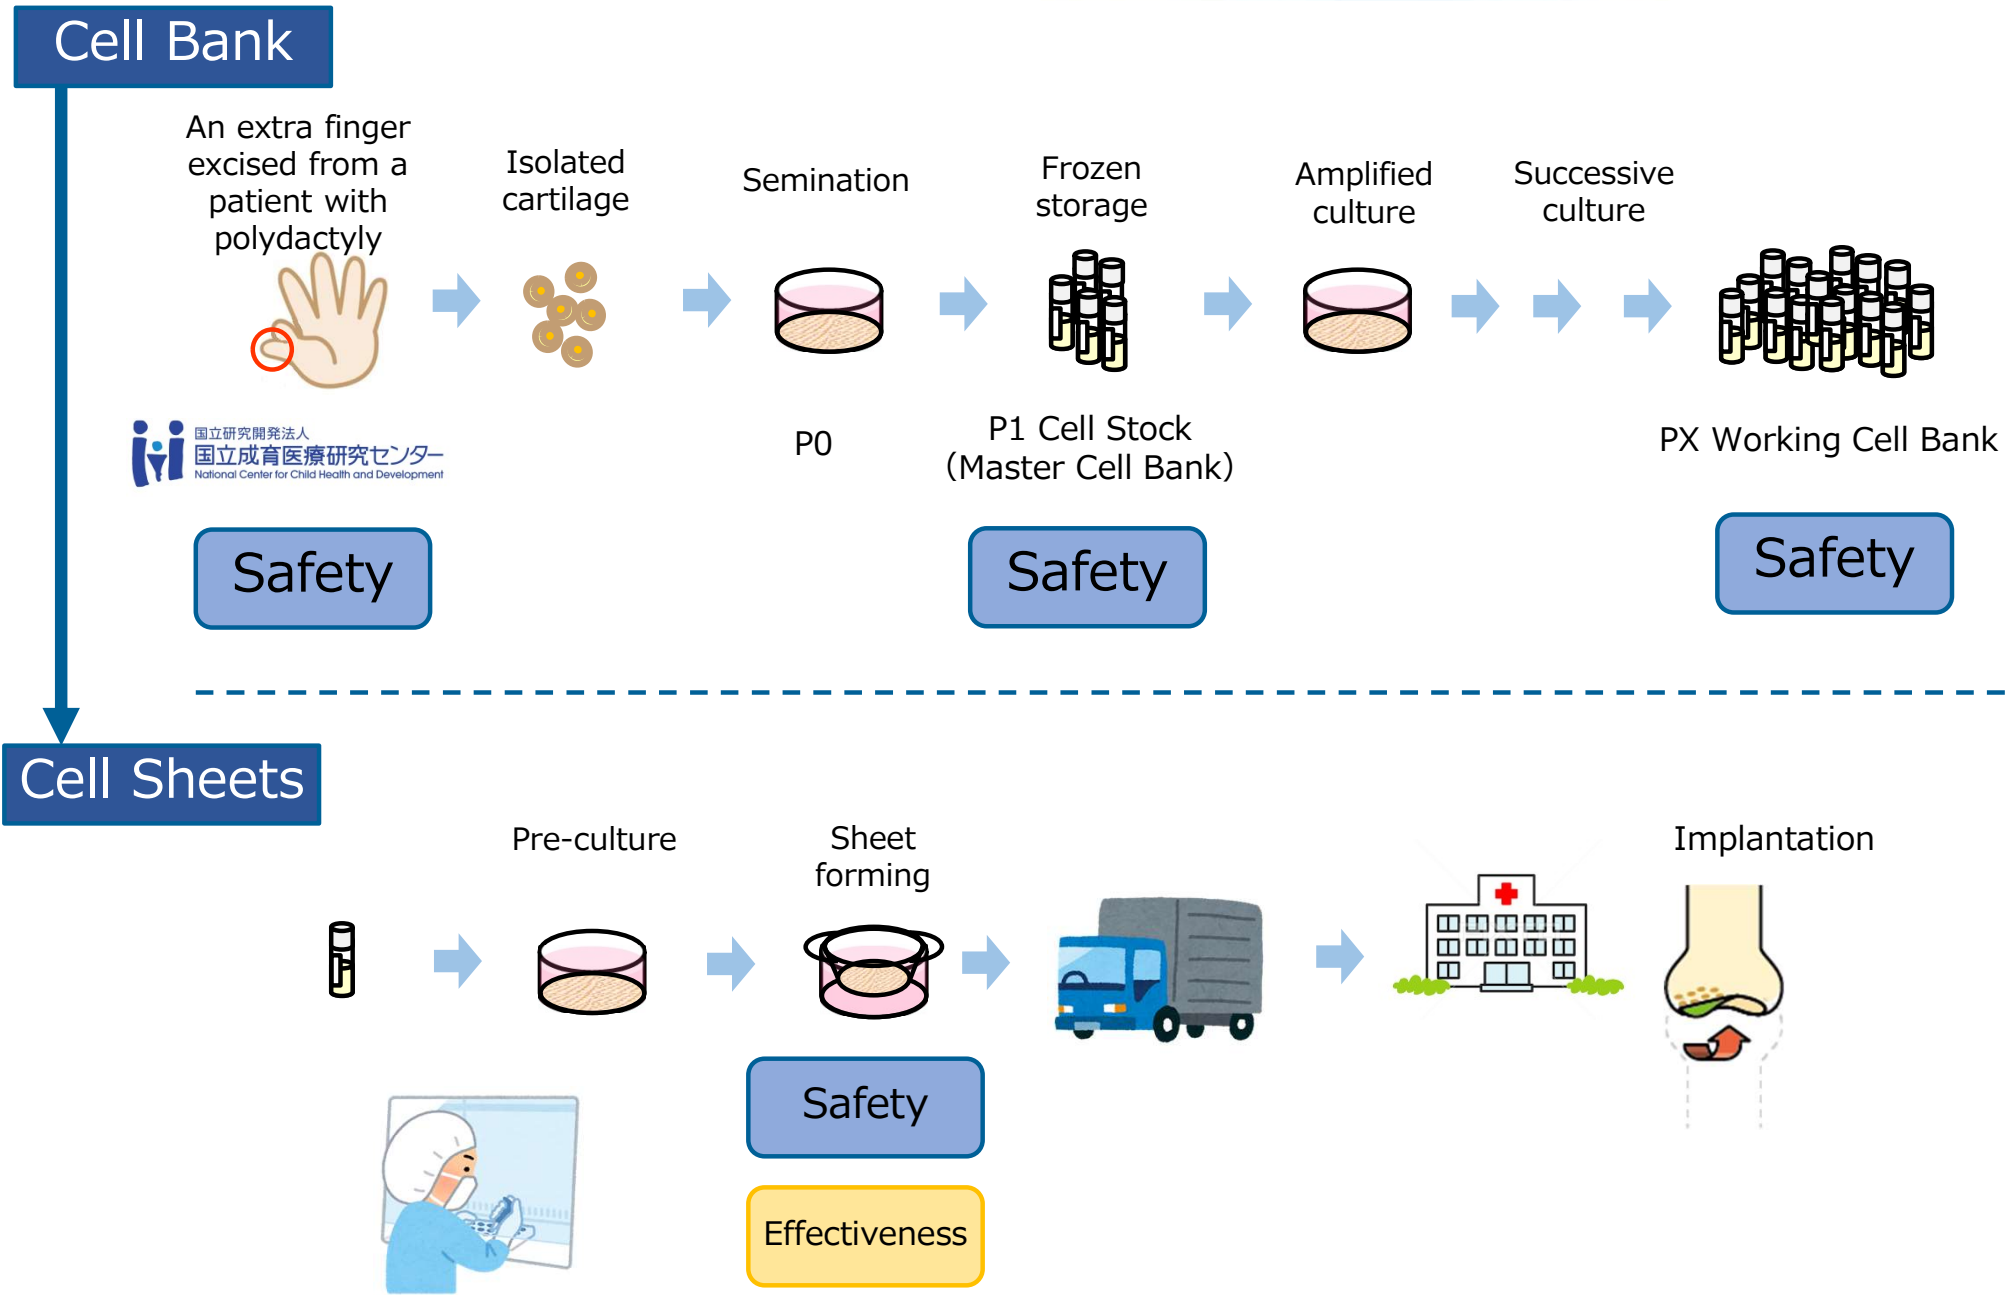 Cell Bank
An extra finger
excised from a
patient with
polydactyly
Isolated
cartilage
Semination
Frozen
storage
Amplified
culture
Successive
culture
国立研究開発法人
国立成育医療研究センター
National Center for Child Health and Development
P0
P1 Cell Stock
(Master Cell Bank)
PX Working Cell Bank
Safety
Safety
Safety
Cell Sheets
Pre-culture
Sheet
forming
Implantation
Safety
Effectiveness